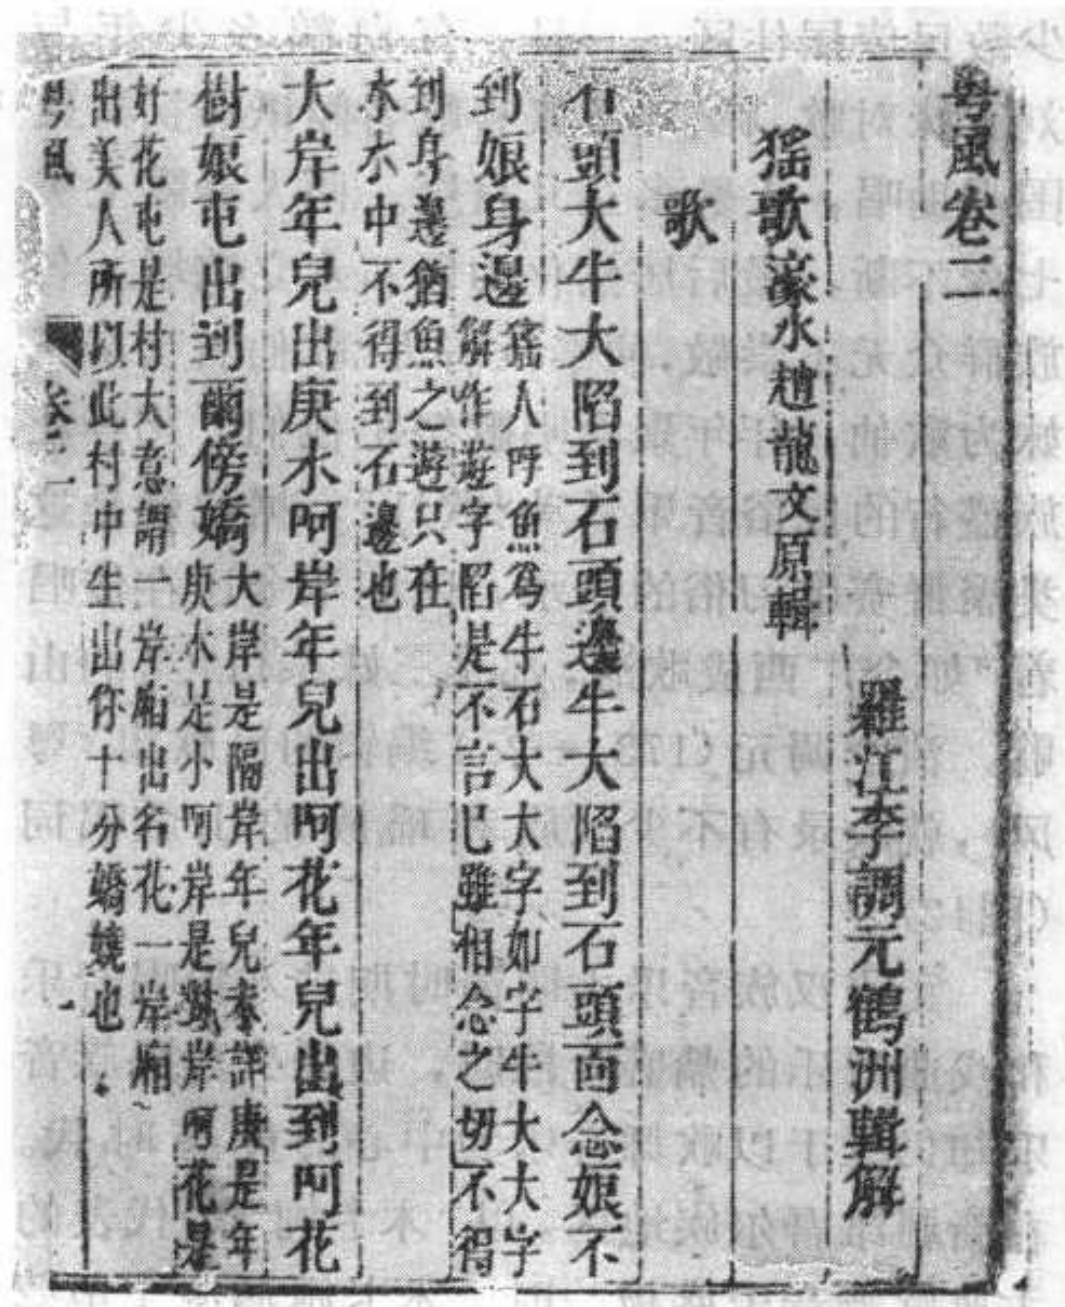 粤風卷二
羅江李調元鶴洲輯解
猺歌濠水趙龍文原輯
歌
石頭大牛大陷到石頭邊牛大陷到石頭面念娘不
到娘身邊猺人呼魚爲牛石大大字如字牛大大字
解作遊字陷是不言已雖相念之切不得
到身邊猶魚之遊只在
水中不得到石邊也
大岸年兒出庚木呵岸年兒出呵花年兒出到呵花
樹娘屯出到爾傍嬌大岸是隔岸年兒未詳庚是年
庚木是小呵岸是對岸呵花是
好花屯是村大意謂一岸廂出名花一岸廂
出美人所以此村中生出你十分嬌嬈也
粤風
卷二
一